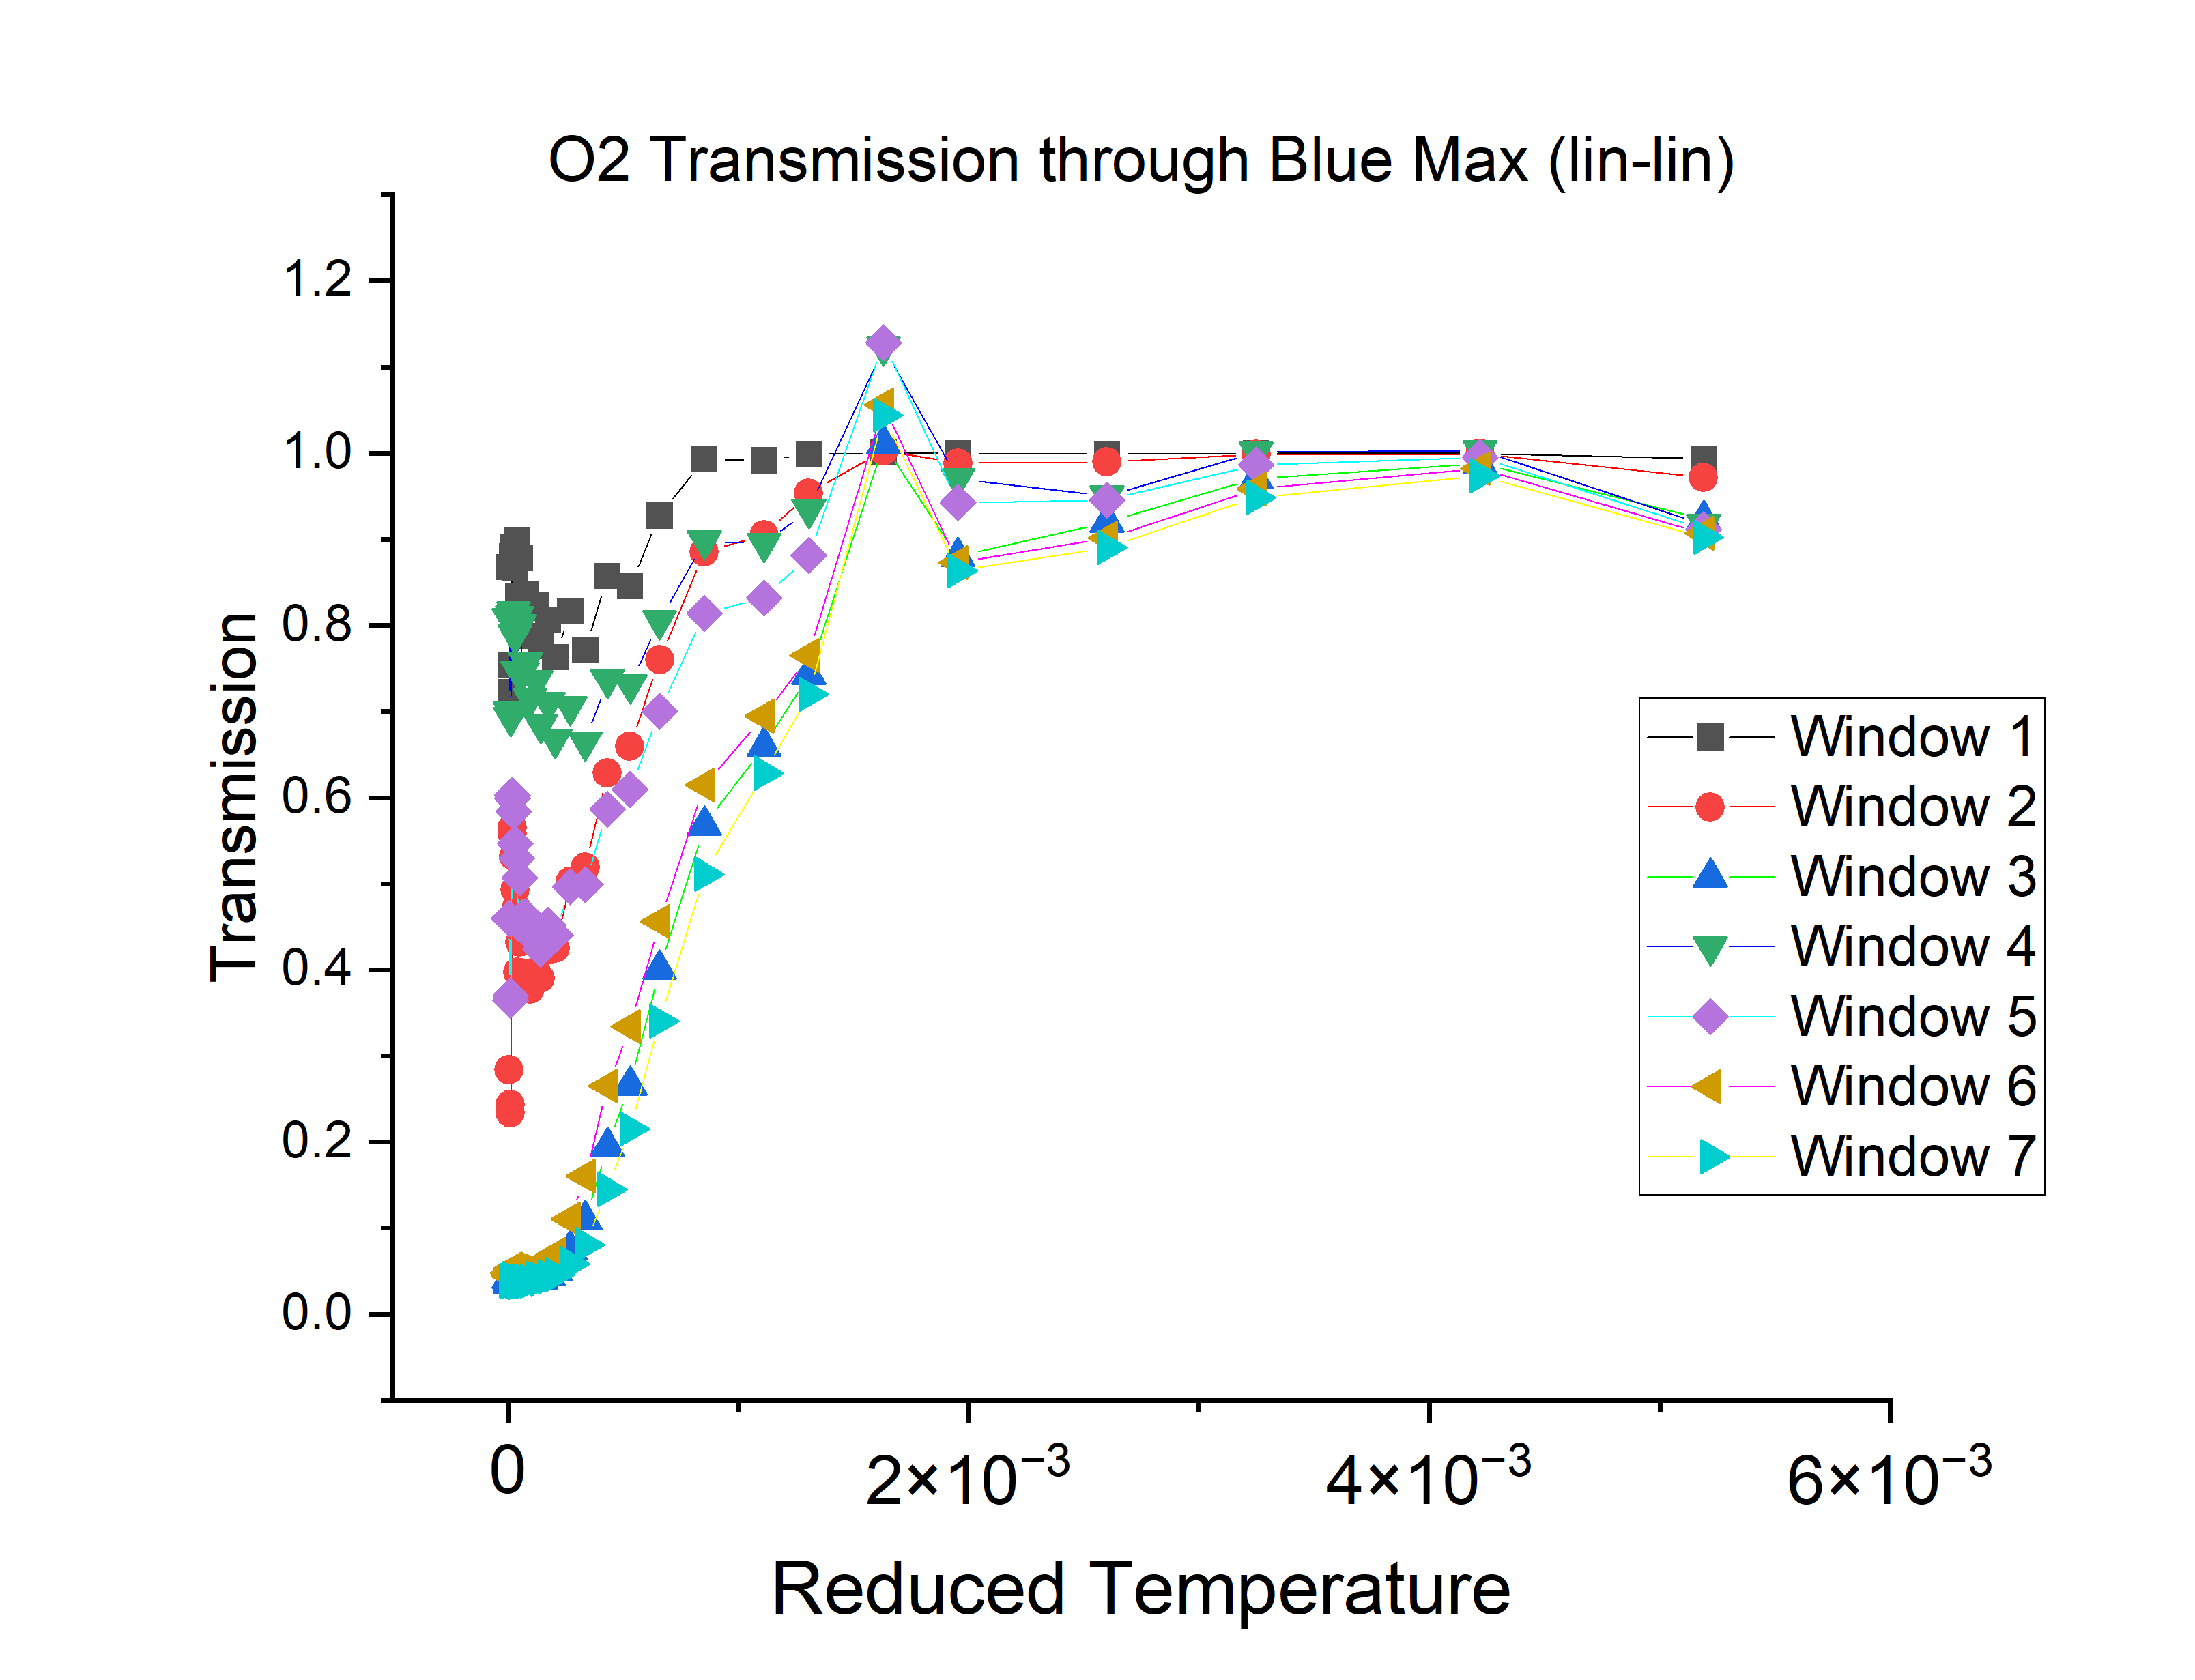 O2 Transmission through Blue Max (lin-lin)
1.2
1.0
0.8
0.6
0.4
0.2
0.0
Transmission
Window 1
Window 2
Window 3
Window 4
Window 5
Window 6
Window 7
0 2×10⁻³ 4×10⁻³ 6×10⁻³
Reduced Temperature